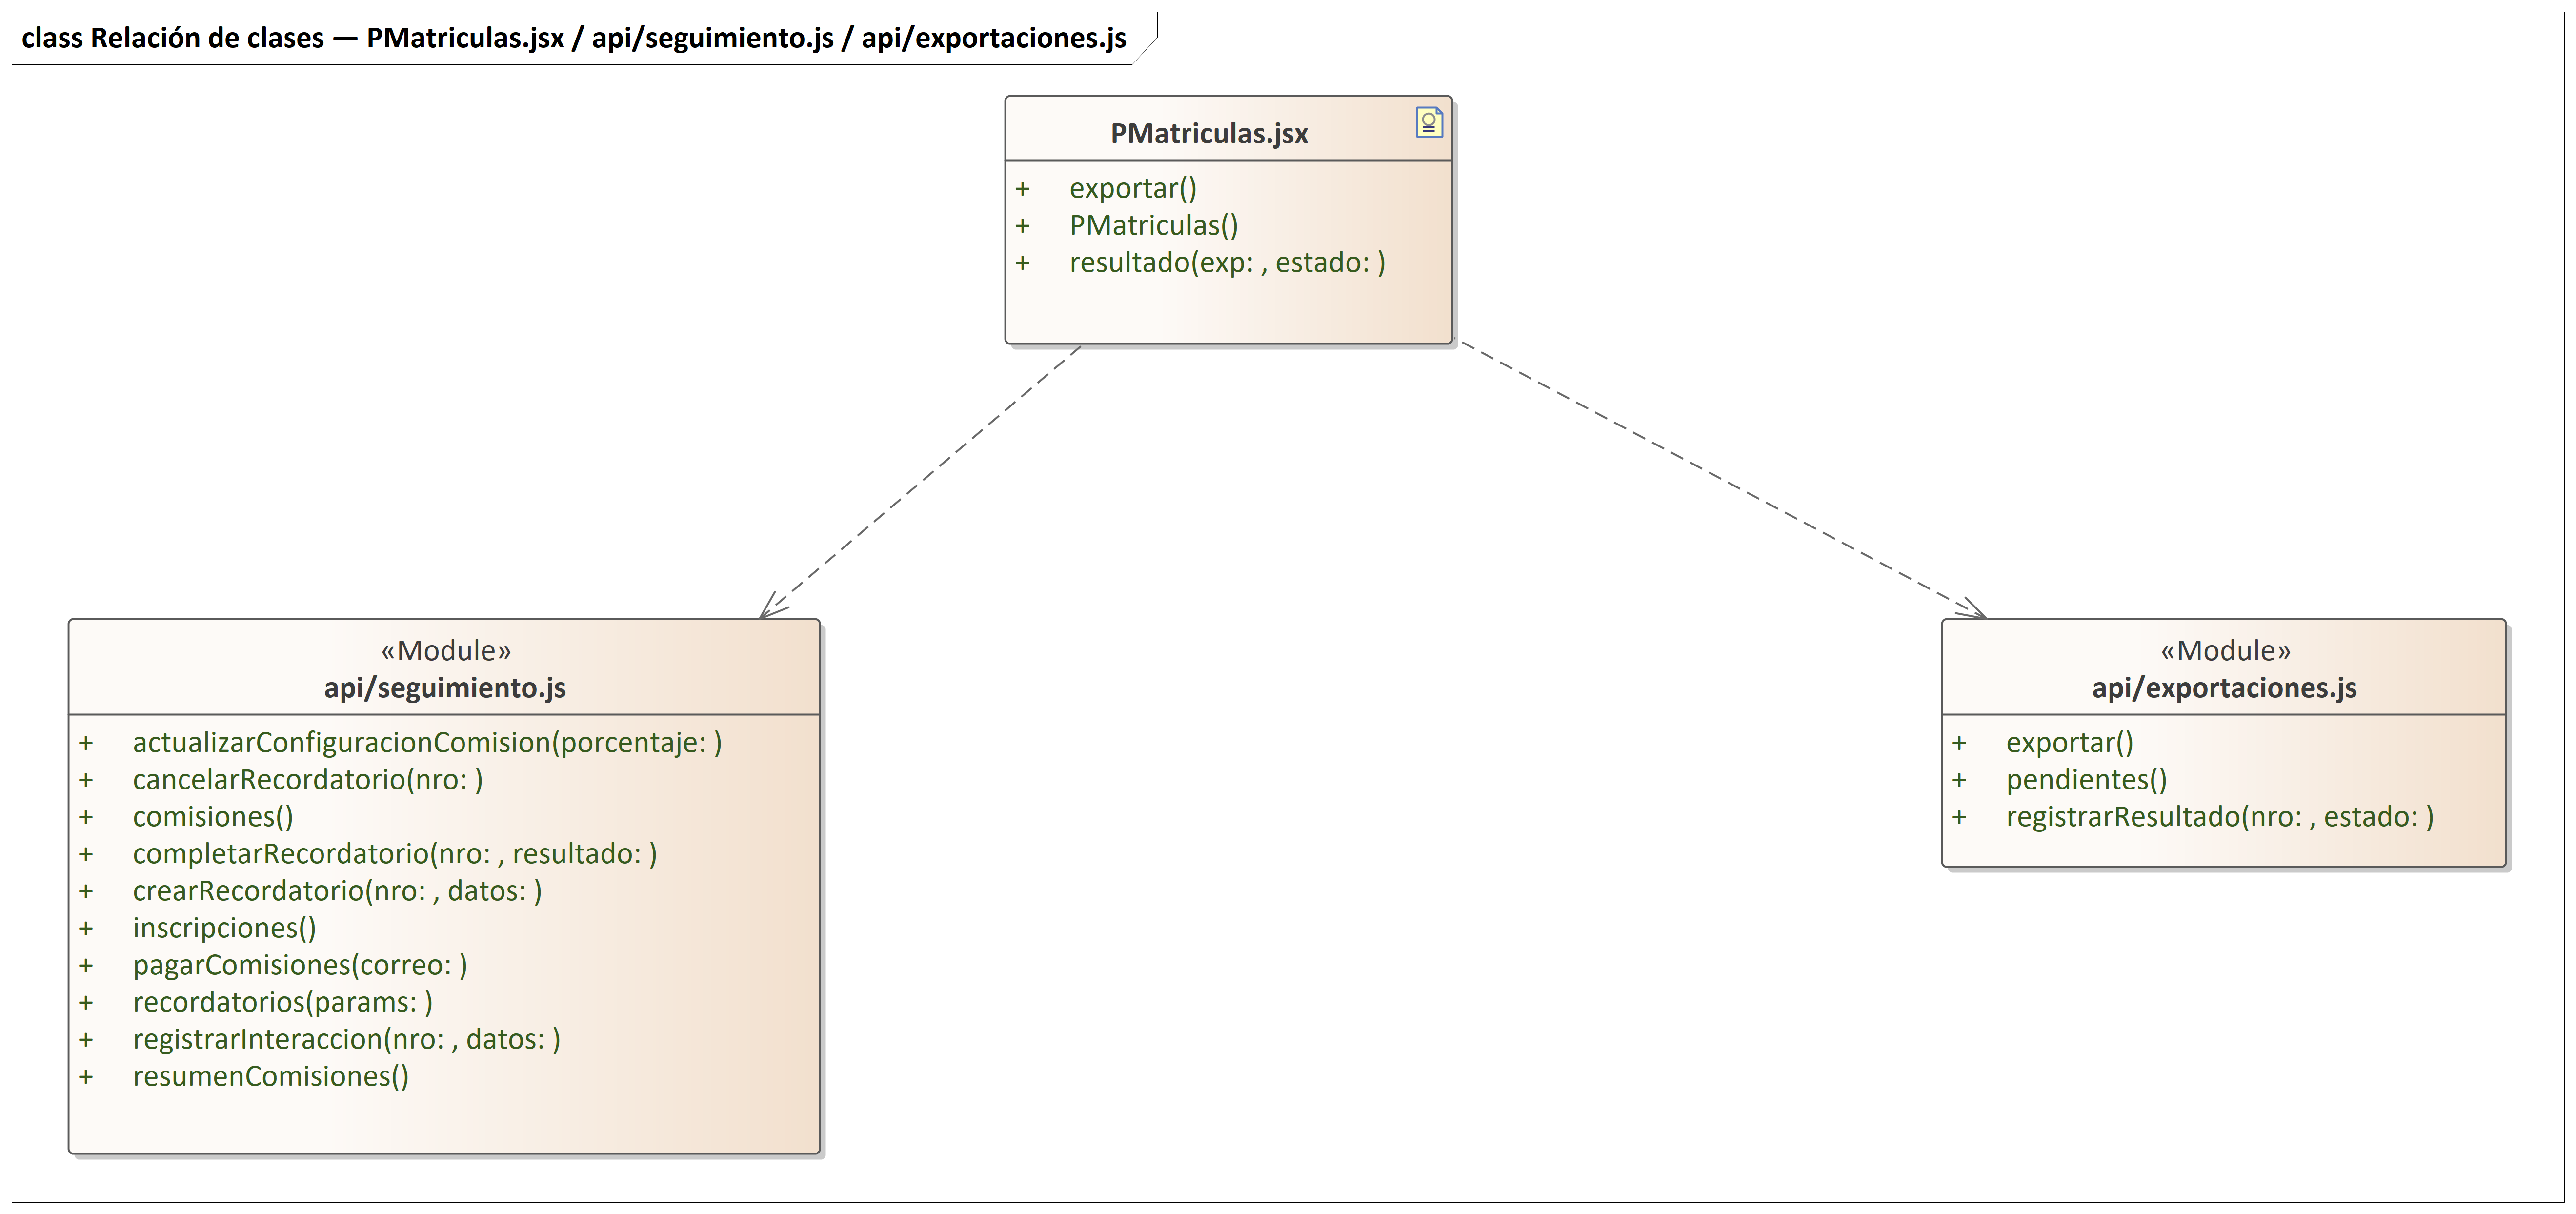 class Relación de clases — PMatriculas.jsx / api/seguimiento.js / api/exportaciones.js
PMatriculas.jsx
+ exportar()
+ PMatriculas()
+ resultado(exp: , estado: )
«Module»
api/seguimiento.js
+ actualizarConfiguracionComision(porcentaje: )
+ cancelarRecordatorio(nro: )
+ comisiones()
+ completarRecordatorio(nro: , resultado: )
+ crearRecordatorio(nro: , datos: )
+ inscripciones()
+ pagarComisiones(correo: )
+ recordatorios(params: )
+ registrarInteraccion(nro: , datos: )
+ resumenComisiones()
«Module»
api/exportaciones.js
+ exportar()
+ pendientes()
+ registrarResultado(nro: , estado: )